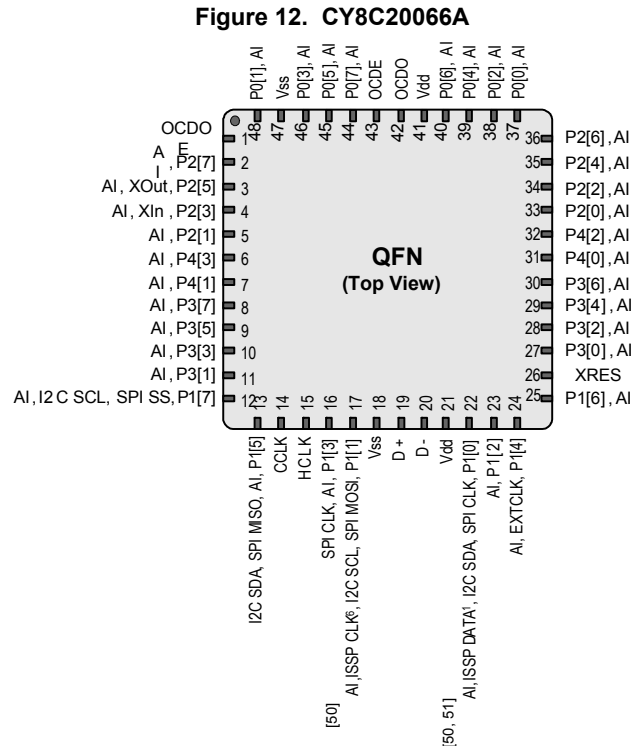 Figure 12. CY8C20066A
P0[1], AI
Vss
P0[3], AI
P0[5], AI
P0[7], AI
OCDE
OCDO
Vdd
P0[6], AI
P0[4], AI
P0[2], AI
P0[0], AI
48
47
46
45
44
43
42
41
40
39
38
37
OCDO
A E
I ,P2[7]
AI, XOut, P2[5]
AI, XIn , P2[3]
AI , P2[1]
AI , P4[3]
AI , P4[1]
AI , P3[7]
AI , P3[5]
AI, P3[3]
AI, P3[1]
AI, I2 C SCL, SPI SS, P1[7]
1
2
3
4
5
6
7
8
9
10
11
12
QFN
(Top View)
36
35
34
33
32
31
30
29
28
27
26
25
P2[6] , AI
P2[4] , AI
P2[2] , AI
P2[0] , AI
P4[2] , AI
P4[0] , AI
P3[6] , AI
P3[4] , AI
P3[2] , AI
P3[0] , AI
XRES
P1[6] , AI
13
14
15
16
17
18
19
20
21
22
23
24
I2C SDA, SPI MISO, AI, P1[5]
CCLK
HCLK
SPI CLK, AI, P1[3]
AI, ISSP CLK⁶, I2C SCL, SPI MOSI, P1[1]
Vss
D +
D -
Vdd
AI, ISSP DATA¹, I2C SDA, SPI CLK, P1[0]
AI, P1[2]
AI, EXTCLK, P1[4]
[50]
[50, 51]